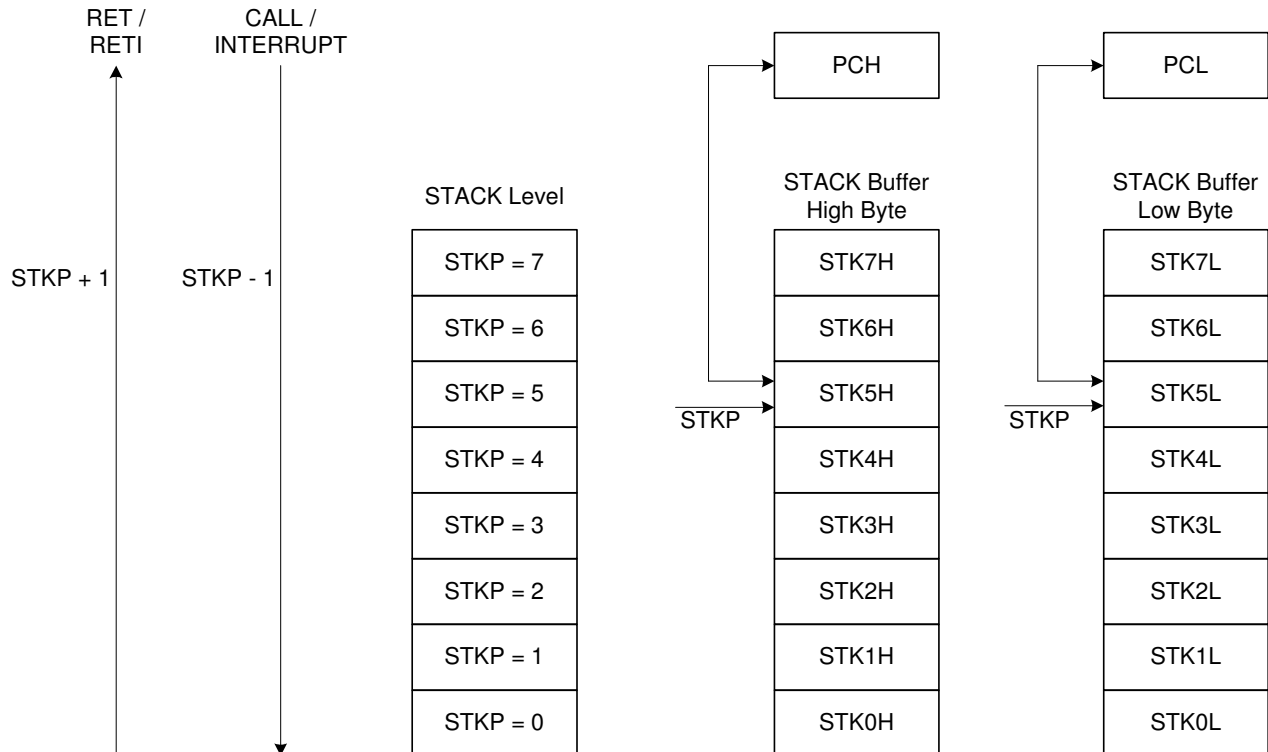 RET /
RETI
CALL /
INTERRUPT
PCH
PCL
STACK Level
STACK Buffer
High Byte
STACK Buffer
Low Byte
STKP + 1
STKP - 1
STKP = 7
STK7H
STK7L
STKP = 6
STK6H
STK6L
STKP = 5
STK5H
STK5L
STKP
STKP
STKP = 4
STK4H
STK4L
STKP = 3
STK3H
STK3L
STKP = 2
STK2H
STK2L
STKP = 1
STK1H
STK1L
STKP = 0
STK0H
STK0L